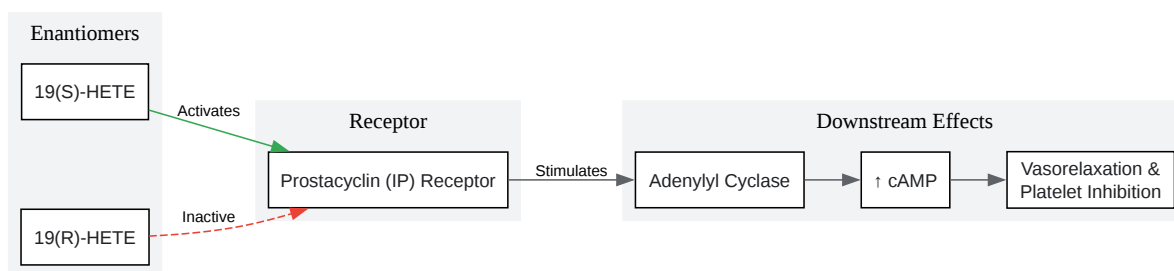 Enantiomers
19(S)-HETE
Activates
Receptor
Downstream Effects
Prostacyclin (IP) Receptor
Stimulates
Adenylyl Cyclase
↑ cAMP
Vasorelaxation &
Platelet Inhibition
Inactive
19(R)-HETE